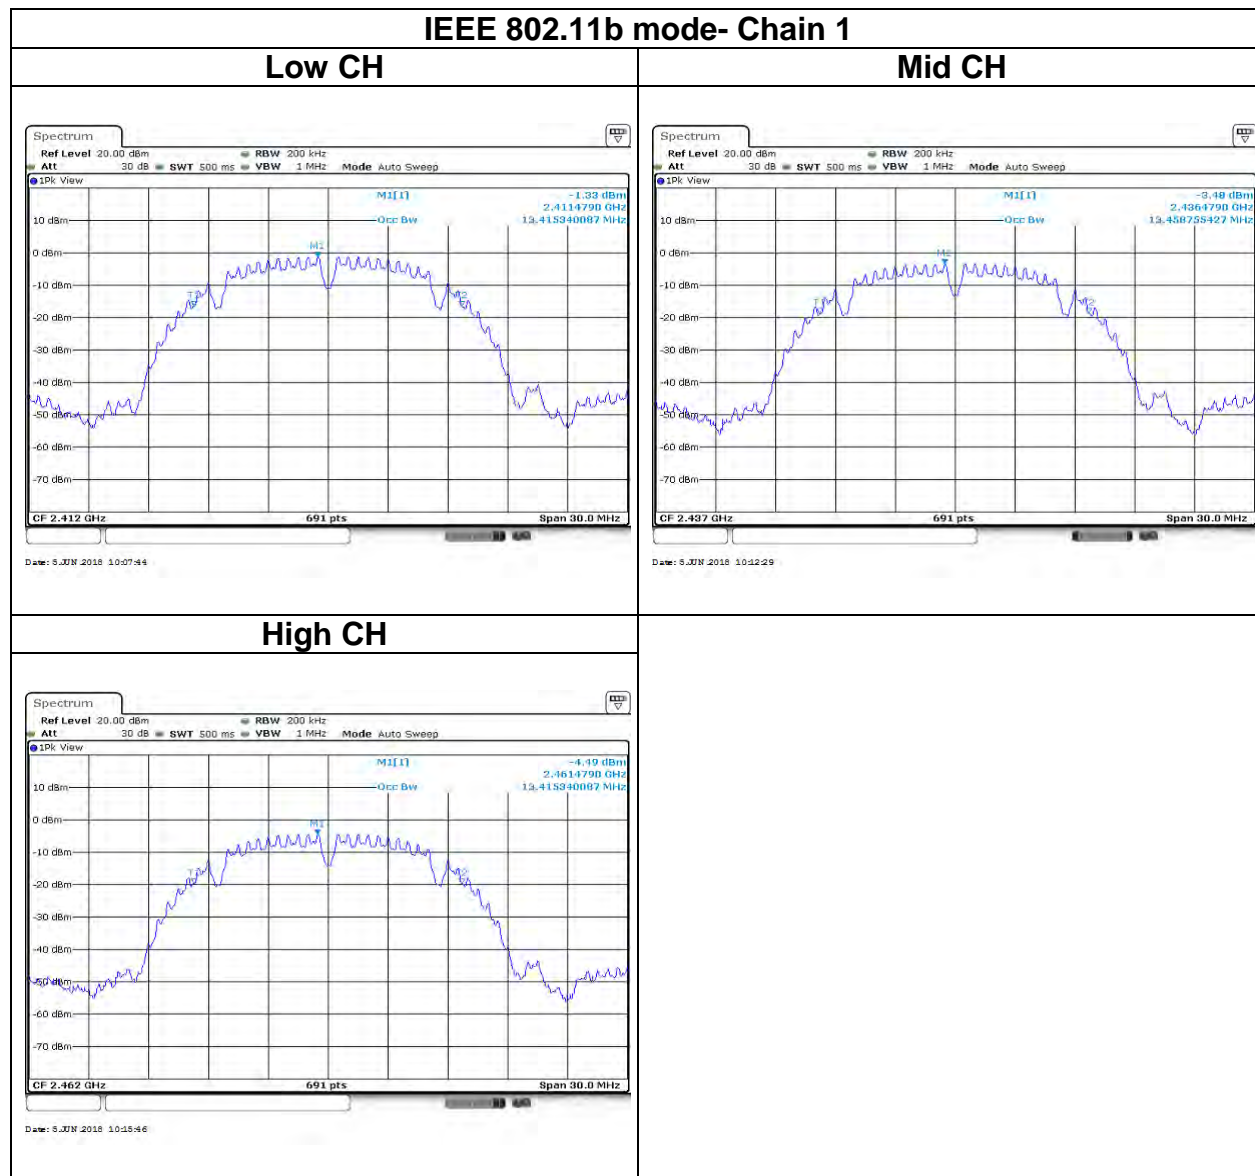 IEEE 802.11b mode- Chain 1
Low CH
Mid CH
Spectrum
Ref Level 20.00 dBm RBW 200 kHz
Att 30 dB SWT 500 ms VBW 1 MHz Mode Auto Sweep
1Pk View
M1[1] -1.33 dBm
2.4114790 GHz
Occ Bw 13.415340087 MHz
10 dBm
M1
0 dBm
-10 dBm
-20 dBm
-30 dBm
-40 dBm
-50 dBm
-60 dBm
-70 dBm
CF 2.412 GHz 691 pts Span 30.0 MHz
Date: 5.JUN.2018 10:07:44
Spectrum
Ref Level 20.00 dBm RBW 200 kHz
Att 30 dB SWT 500 ms VBW 1 MHz Mode Auto Sweep
1Pk View
M1[1] -3.48 dBm
2.4364790 GHz
Occ Bw 13.458755427 MHz
10 dBm
0 dBm
M1
-10 dBm
-20 dBm
-30 dBm
-40 dBm
-50 dBm
-60 dBm
-70 dBm
CF 2.437 GHz 691 pts Span 30.0 MHz
Date: 5.JUN.2018 10:12:29
High CH
Spectrum
Ref Level 20.00 dBm RBW 200 kHz
Att 30 dB SWT 500 ms VBW 1 MHz Mode Auto Sweep
1Pk View
M1[1] -4.49 dBm
2.4614790 GHz
Occ Bw 13.415340087 MHz
10 dBm
0 dBm
M1
-10 dBm
-20 dBm
-30 dBm
-40 dBm
-50 dBm
-60 dBm
-70 dBm
CF 2.462 GHz 691 pts Span 30.0 MHz
Date: 5.JUN.2018 10:15:46